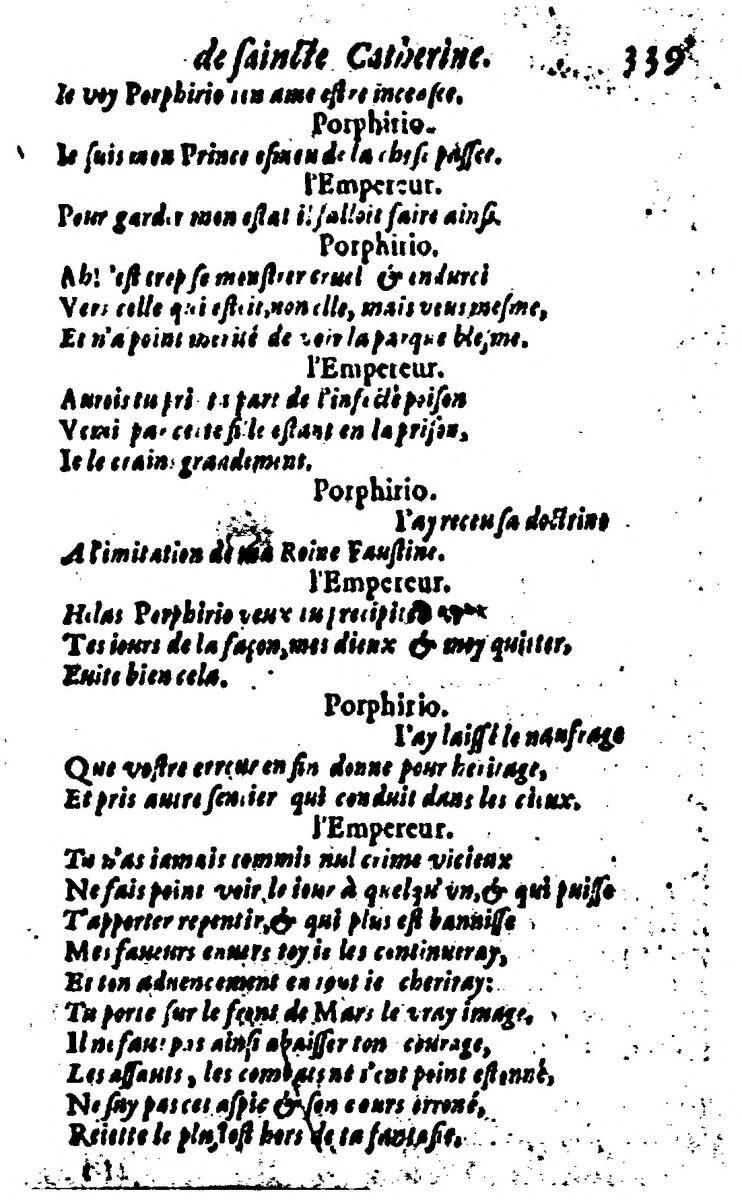 de saincte Catherine. 339
Ie voy Porphirio ton ame estre incensee.
Porphirio.
Ie suis mon Prince esmeu de la chose passee.
l'Empereur.
Pour garder mon estat il falloit faire ainsi.
Porphirio.
Ah! c'est trop se monstrer cruel & endurci
Vers celle qui estoit, non elle, mais vous mesme,
Et n'a point merité de voir la parque blesme.
l'Empereur.
Aurois tu pris ta part de l'infecte poison
Vomi par ceste fille estant en la prison,
Ie le crains grandement.
Porphirio.
I'ay receu sa doctrine
A l'imitation de ma Roine Faustine.
l'Empereur.
Helas Porphirio veux tu precipiter
Tes iours de la façon, mes dieux & moy quitter,
Euite bien cela.
Porphirio.
I'ay laissé le naufrage
Que vostre erreur en fin donne pour heritage,
Et pris autre sentier qui conduit dans les cieux.
l'Empereur.
Tu n'as iamais commis nul crime vicieux
Ne fais point voir le iour à quelqu'un, & qui puisse
T'apporter repentir, & qui plus est bannisse
Mes faueurs enuers toy ie les continueray,
Et ton aduencement en tout ie cheriray:
Tu porte sur le front de Mars le vray image,
Il ne faut pas ainsi abaisser ton courage,
Les assauts, les combats ne t'ont point estonné,
Ne suy pas cet aspic & son cours erroné,
Reiette le plustost hors de ta fantasie.